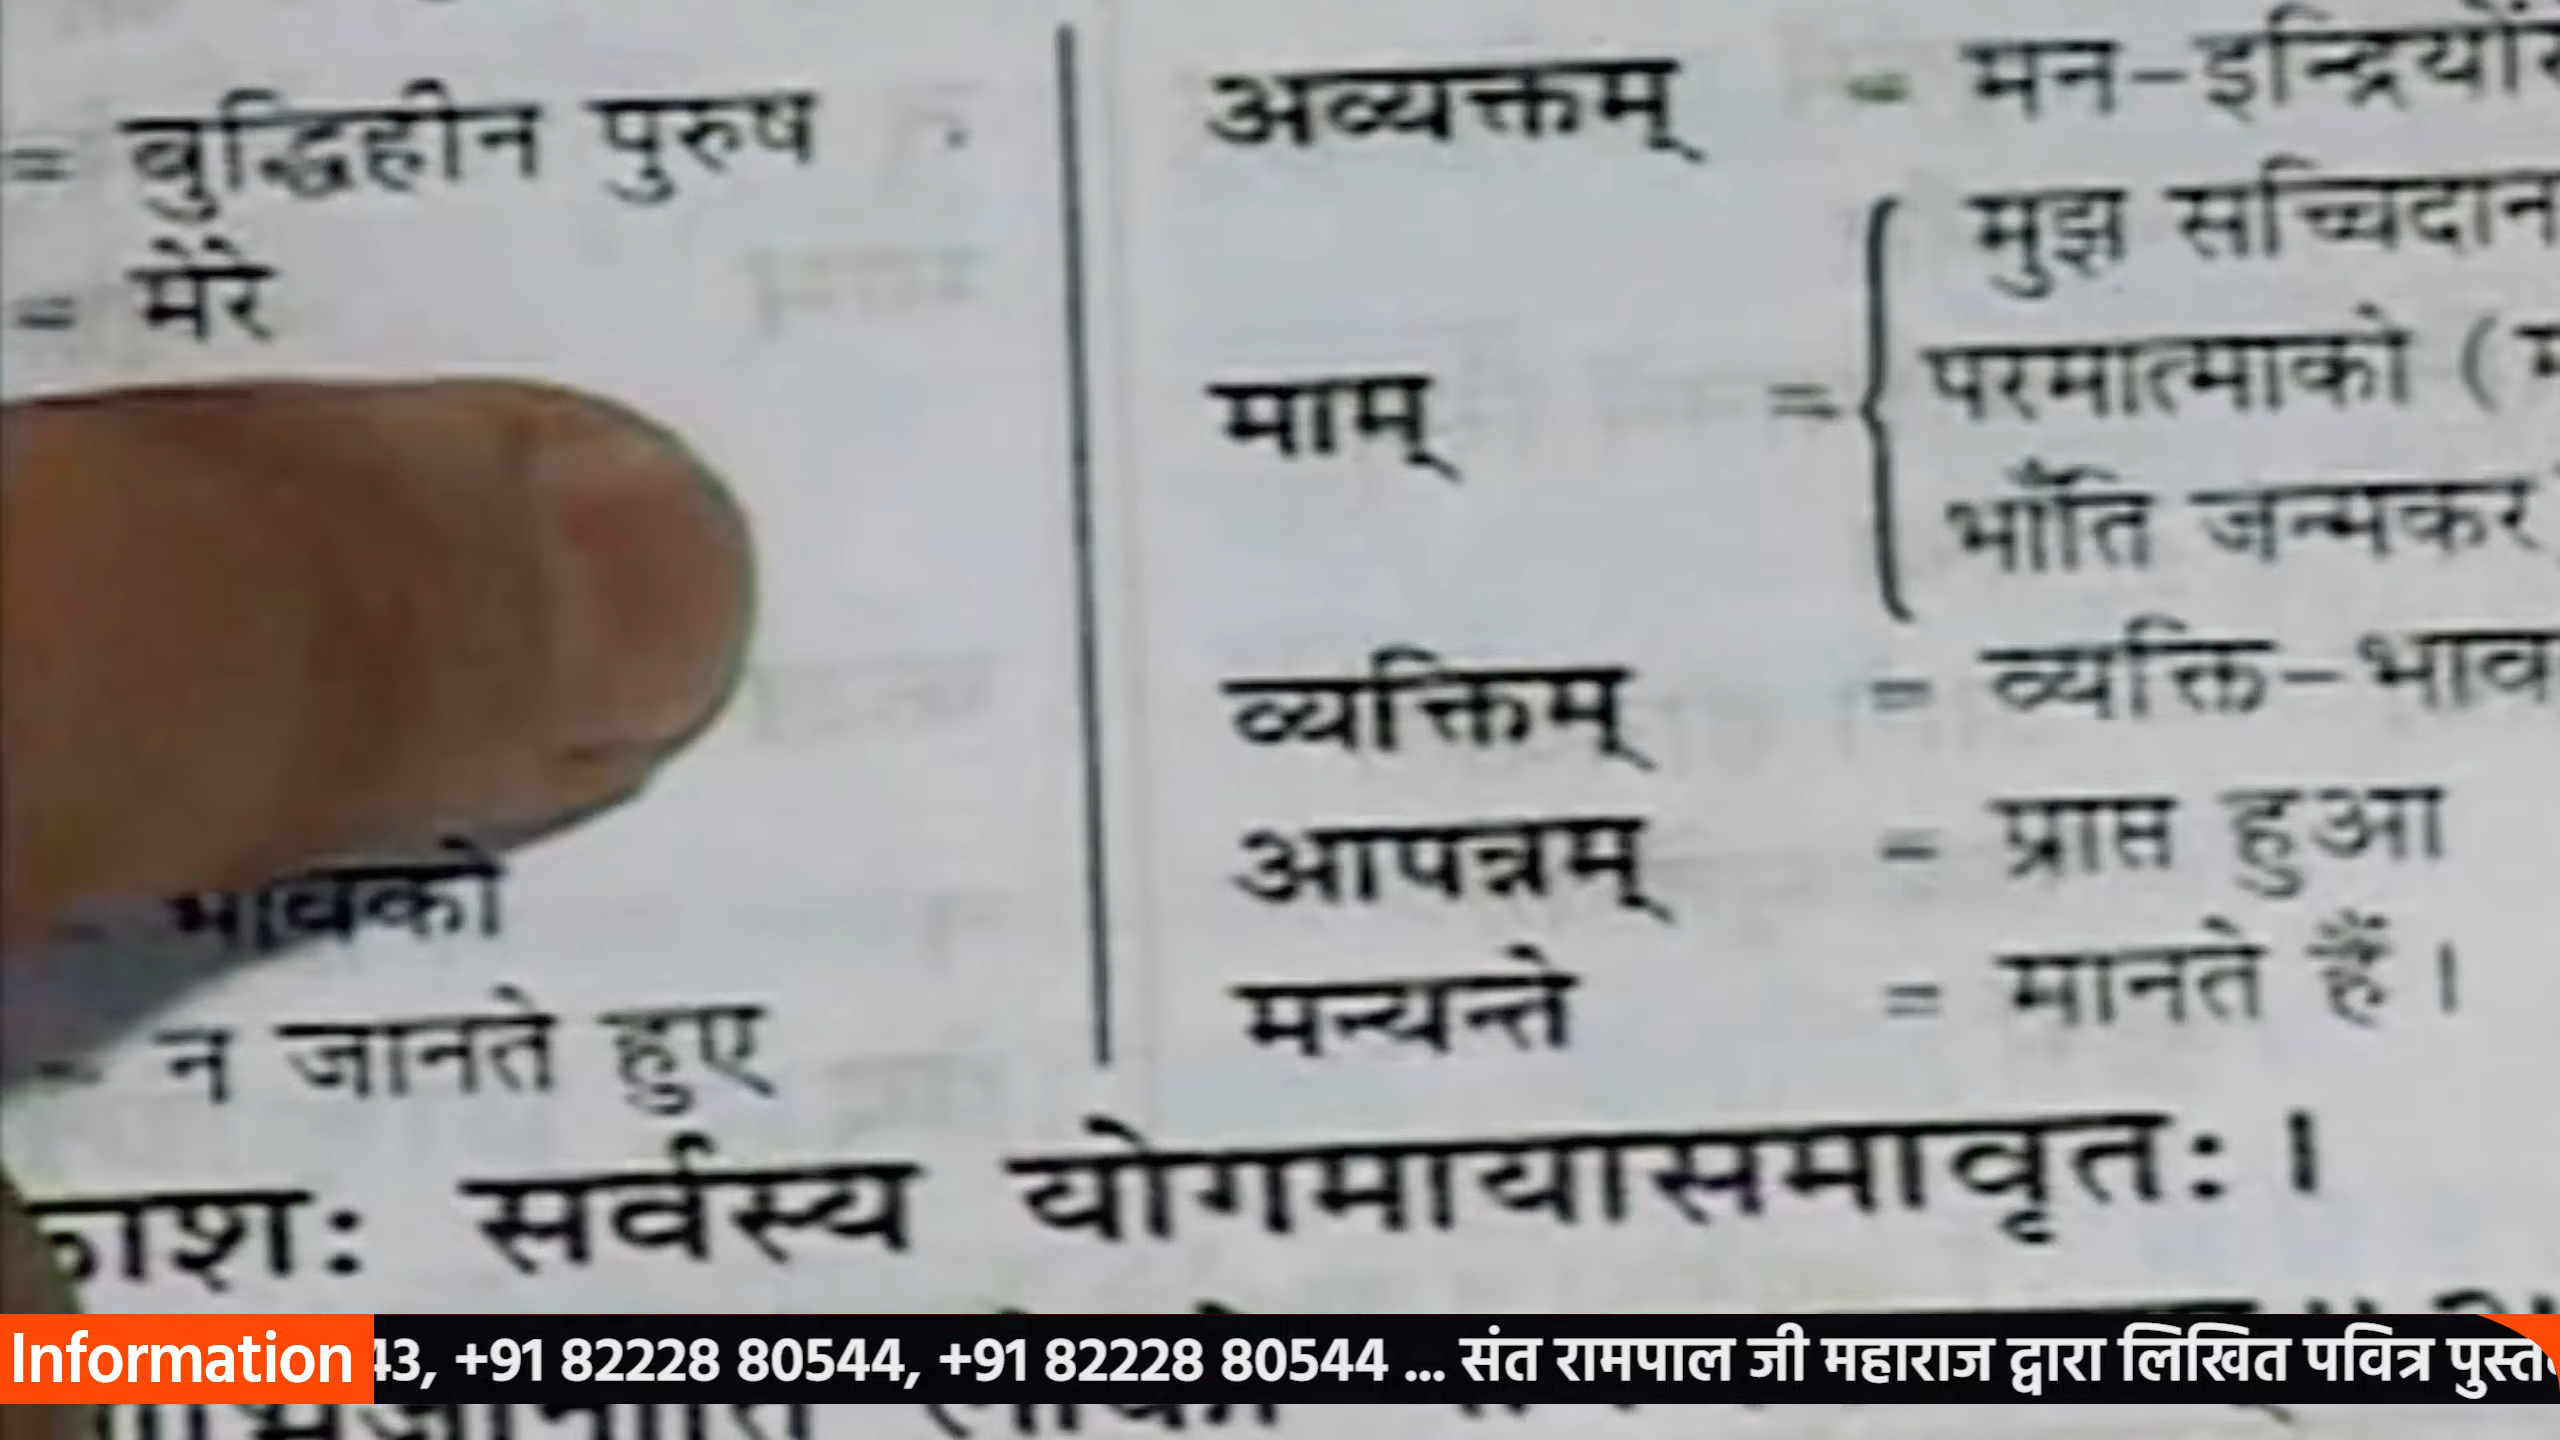 = बुद्धिहीन पुरुष
= मेरे
भावको
= न जानते हुए
अव्यक्तम् = मन-इन्द्रियों
माम् = { मुझ सच्चिदान
परमात्माको (
भाँति जन्मकर
व्यक्तिम् = व्यक्ति-भाव
आपन्नम् = प्राप्त हुआ
मन्यन्ते = मानते हैं ।
काशः सर्वस्य योगमायासमावृतः ।
Information 43, +91 82228 80544, +91 82228 80544 ... संत रामपाल जी महाराज द्वारा लिखित पवित्र पुस्त